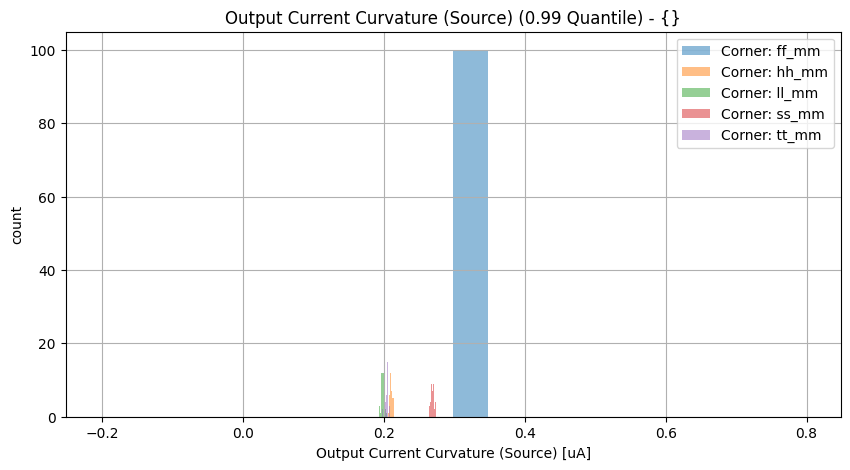 Output Current Curvature (Source) (0.99 Quantile) - {}
count
100
80
60
40
20
0
Corner: ff_mm
Corner: hh_mm
Corner: ll_mm
Corner: ss_mm
Corner: tt_mm
−0.2 0.0 0.2 0.4 0.6 0.8
Output Current Curvature (Source) [uA]